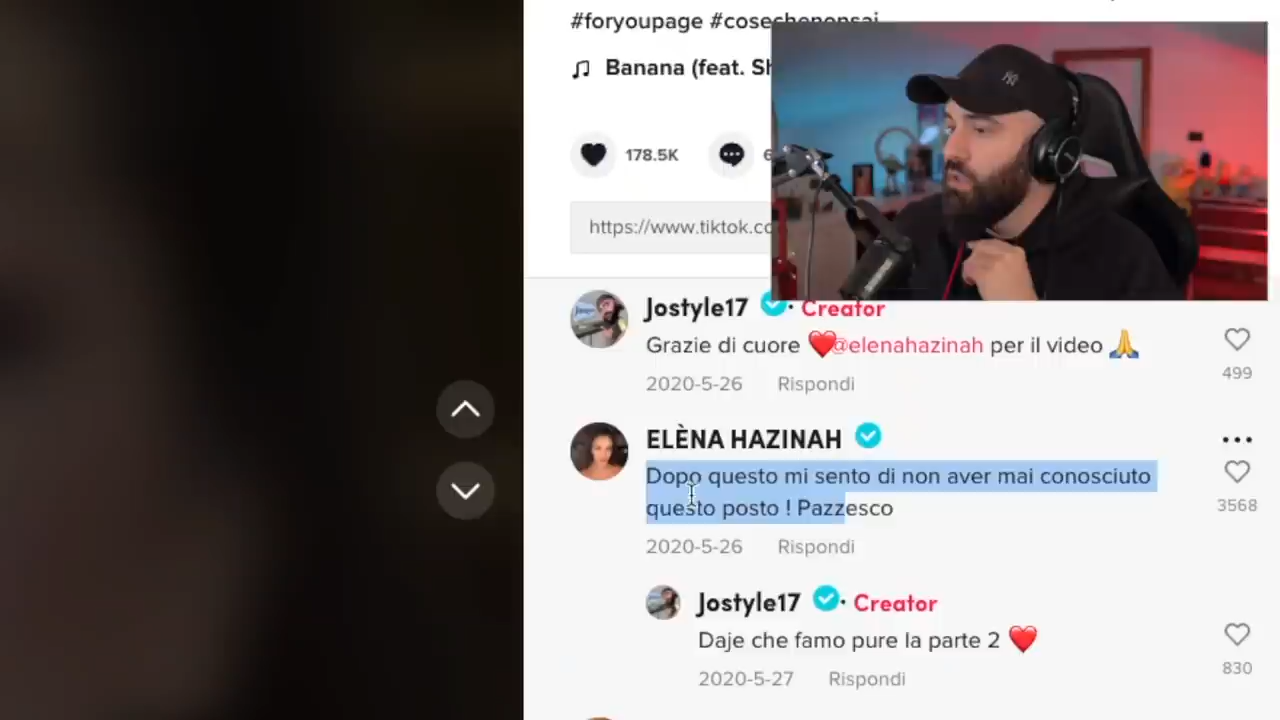 #foryoupage #cosechenonsai
♫ Banana (feat. Sh
178.5K 6
https://www.tiktok.co
Jostyle17 · Creator
Grazie di cuore ❤️@elenahazinah per il video 🙏
2020-5-26 Rispondi
499
ELÈNA HAZINAH
Dopo questo mi sento di non aver mai conosciuto
questo posto ! Pazzesco
3568
2020-5-26 Rispondi
Jostyle17 · Creator
Daje che famo pure la parte 2 ❤️
830
2020-5-27 Rispondi